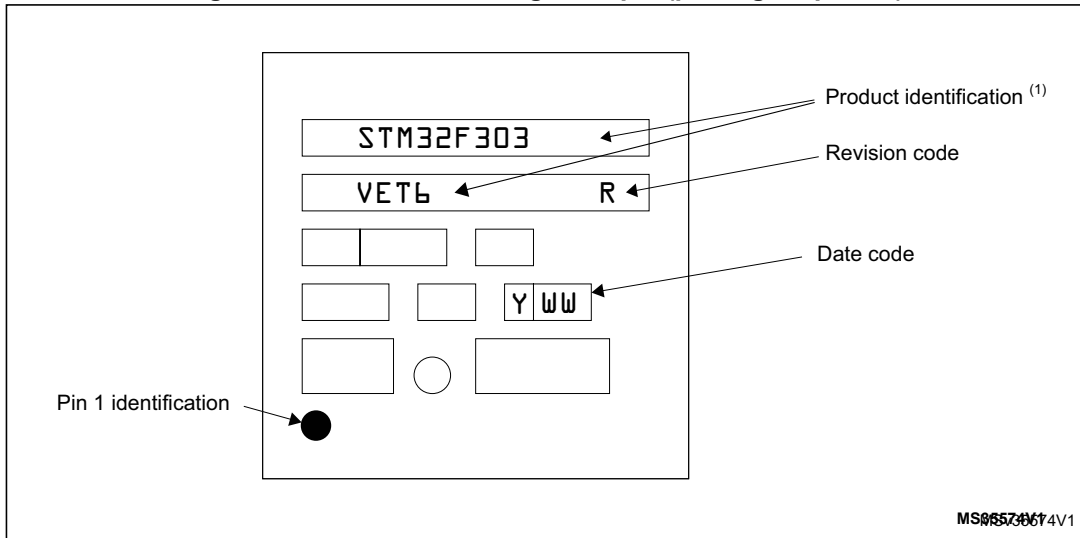 Product identification (1)
STM32F303
Revision code
VET6 R
Date code
Y WW
Pin 1 identification